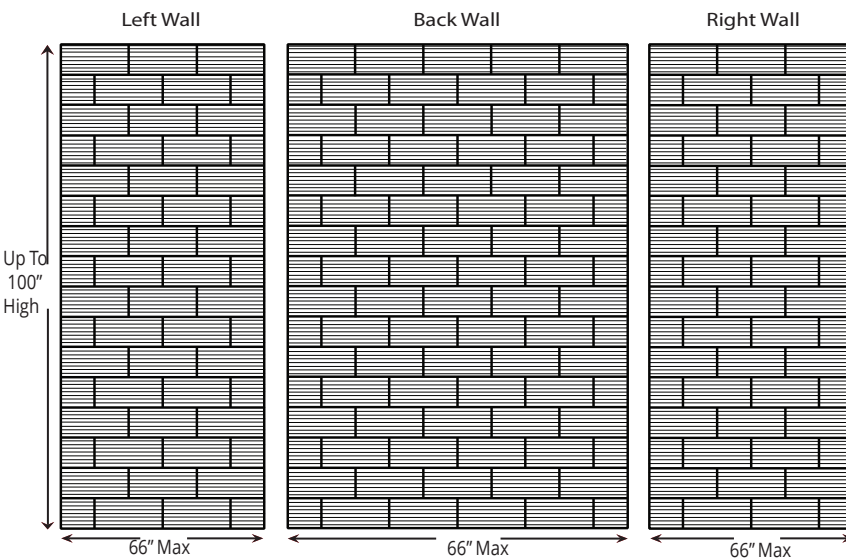 Left Wall
Back Wall
Right Wall
Up To
100”
High
66” Max
66” Max
66” Max